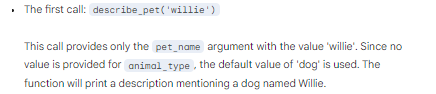 • The first call: describe_pet('willie')
This call provides only the pet_name argument with the value 'willie'. Since no
value is provided for animal_type, the default value of 'dog' is used. The
function will print a description mentioning a dog named Willie.